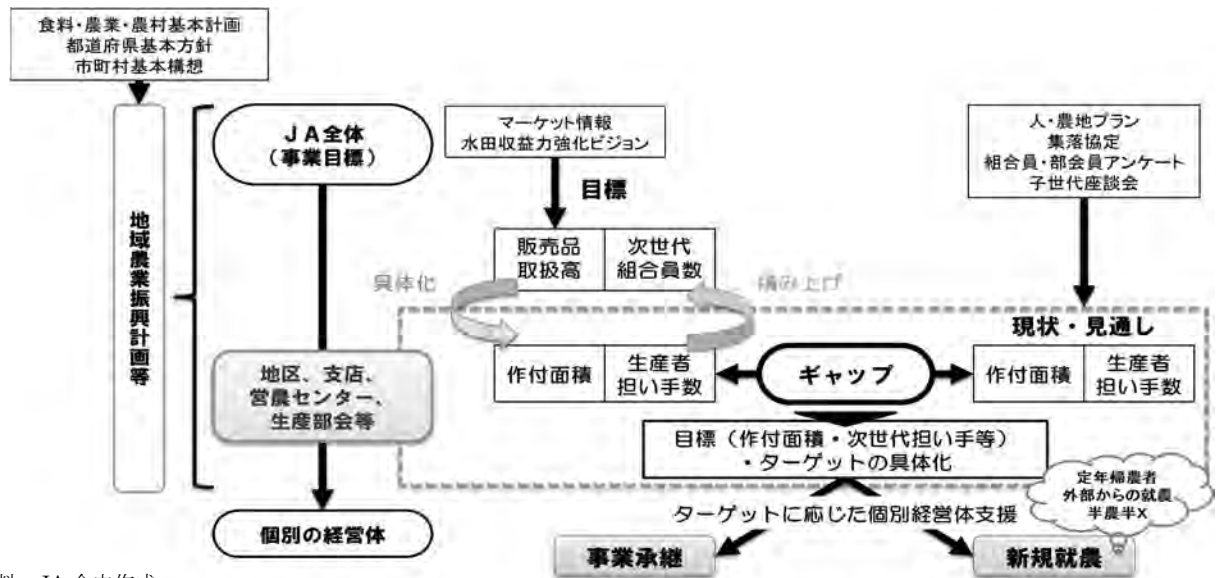 食料・農業・農村基本計画
都道府県基本方針
市町村基本構想
地域農業振興計画等
JA全体
(事業目標)
地区、支店、
営農センター、
生産部会等
個別の経営体
マーケット情報
水田収益力強化ビジョン
目標
販売品
取扱高
次世代
組合員数
具体化
積み上げ
人・農地プラン
集落協定
組合員・部会員アンケート
子世代座談会
現状・見通し
作付面積
生産者
担い手数
ギャップ
作付面積
生産者
担い手数
目標(作付面積・次世代担い手等)
・ターゲットの具体化
定年帰農者
外部からの就農
半農半X
ターゲットに応じた個別経営体支援
事業承継
新規就農